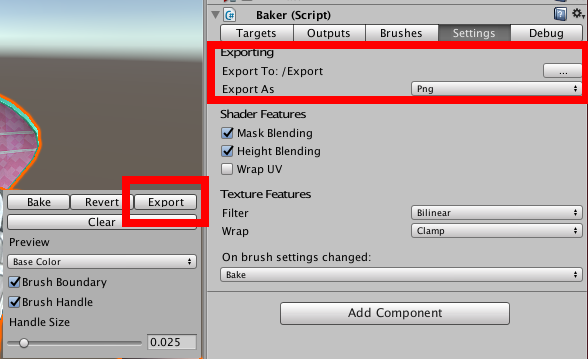 Baker (Script)
Targets Outputs Brushes Settings Debug
Exporting
Export To: /Export ...
Export As Png
Shader Features
Mask Blending
Height Blending
Wrap UV
Texture Features
Filter Bilinear
Wrap Clamp
On brush settings changed:
Bake
Add Component
Bake Revert Export
Clear
Preview
Base Color
Brush Boundary
Brush Handle
Handle Size
0.025